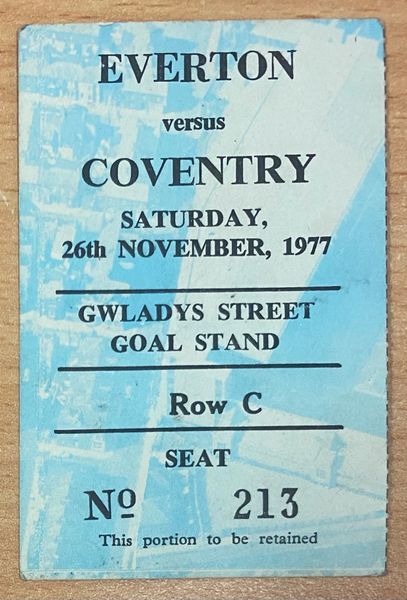 EVERTON
versus
COVENTRY
SATURDAY,
26th NOVEMBER, 1977
GWLADYS STREET
GOAL STAND
Row C
SEAT
Nº 213
This portion to be retained